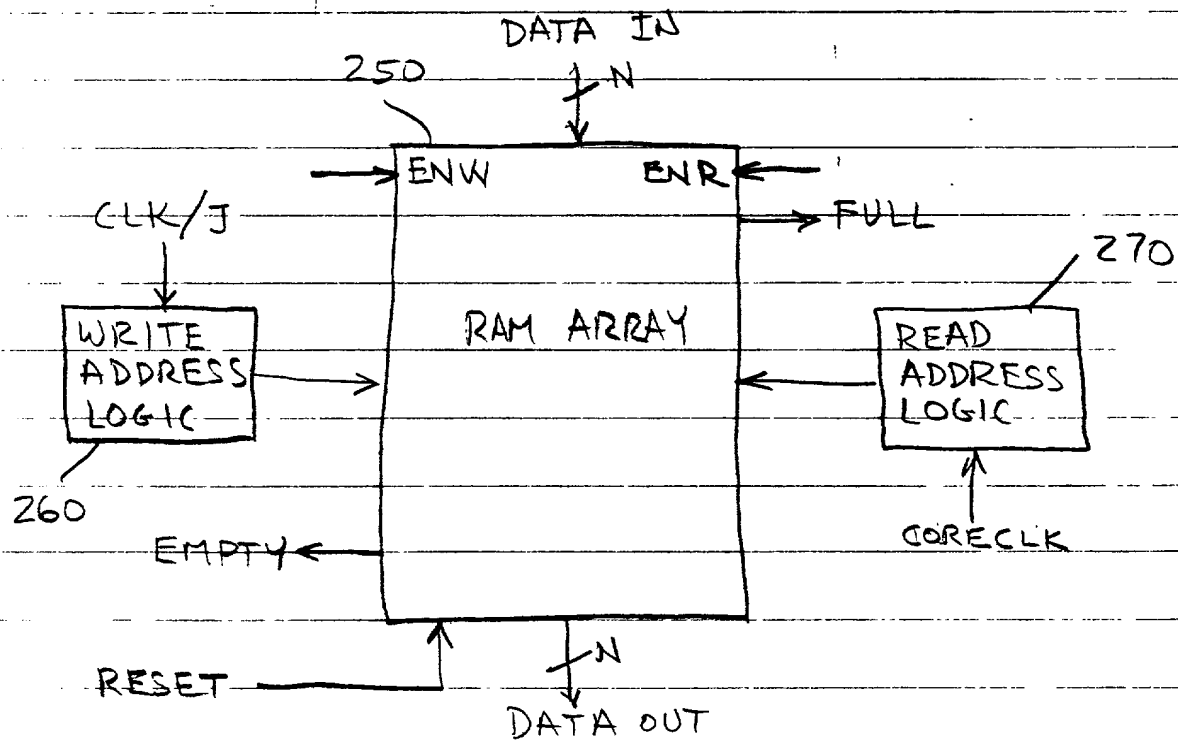 DATA IN
250
N
ENW
ENR
CLK/J
FULL
270
WRITE
ADDRESS
LOGIC
RAM ARRAY
READ
ADDRESS
LOGIC
260
EMPTY
CORECLK
RESET
N
DATA OUT